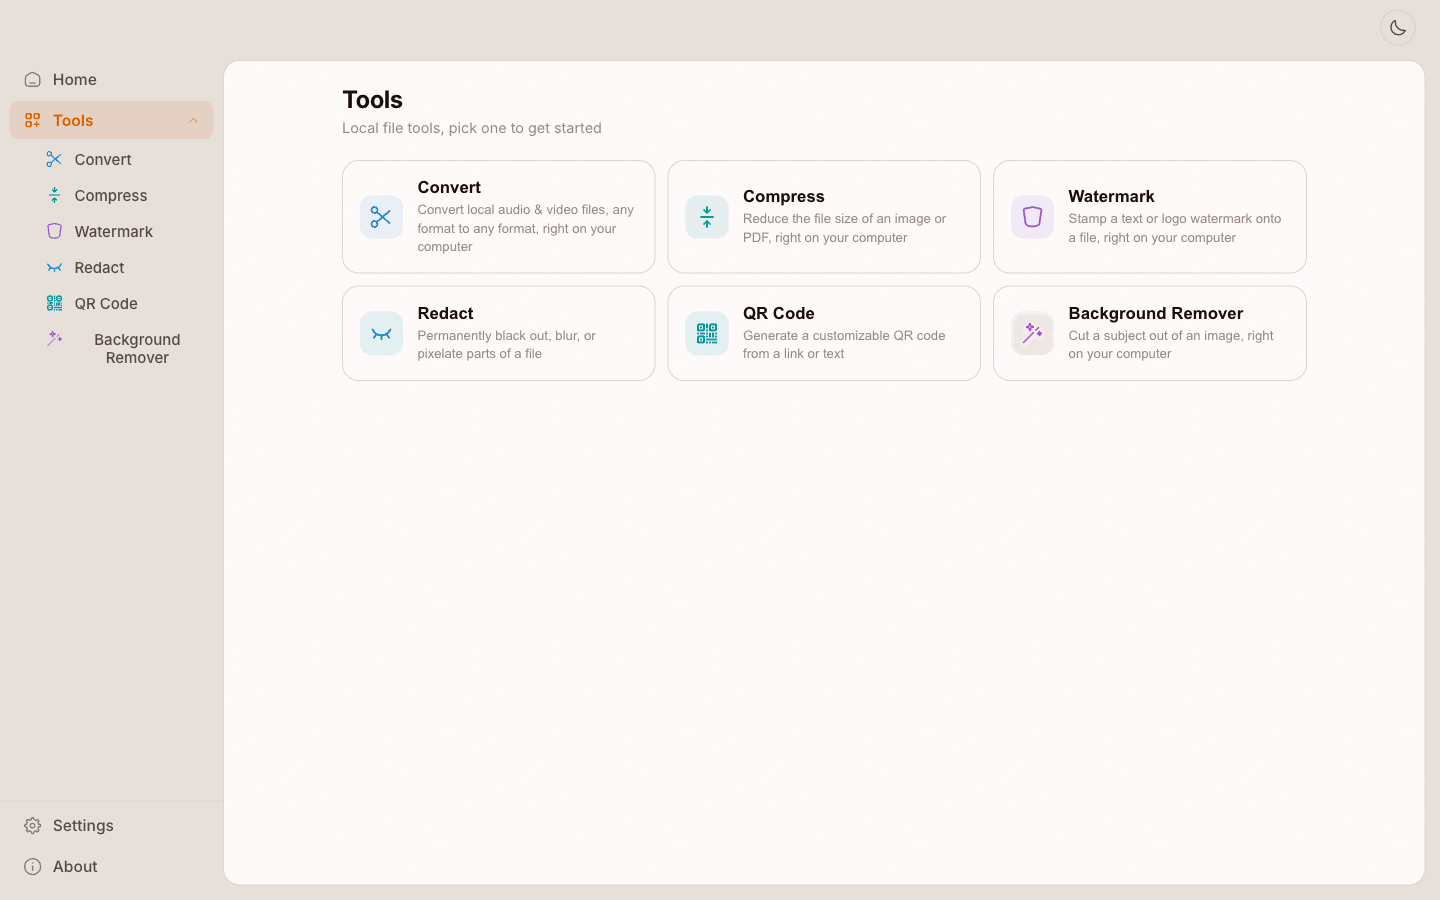 Home
Tools
Convert
Compress
Watermark
Redact
QR Code
Background
Remover
Settings
About
Tools
Local file tools, pick one to get started
Convert
Convert local audio & video files, any
format to any format, right on your
computer
Compress
Reduce the file size of an image or
PDF, right on your computer
Watermark
Stamp a text or logo watermark onto
a file, right on your computer
Redact
Permanently black out, blur, or
pixelate parts of a file
QR Code
Generate a customizable QR code
from a link or text
Background Remover
Cut a subject out of an image, right
on your computer